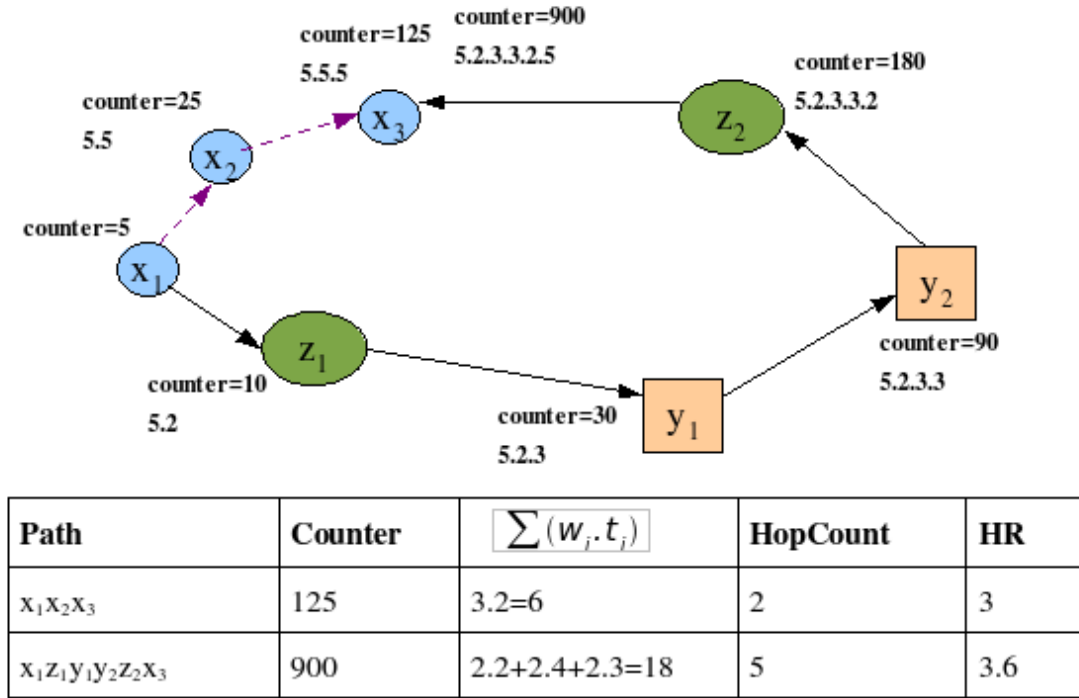 counter=900
counter=125
5.2.3.3.2.5
5.5.5
counter=180
5.2.3.3.2
counter=25
5.5
x3
z2
x2
counter=5
x1
y2
z1
counter=90
5.2.3.3
counter=10
5.2
counter=30
5.2.3
y1
Path Counter ∑(wi.ti) HopCount HR
x1x2x3 125 3.2=6 2 3
x1z1y1y2z2x3 900 2.2+2.4+2.3=18 5 3.6